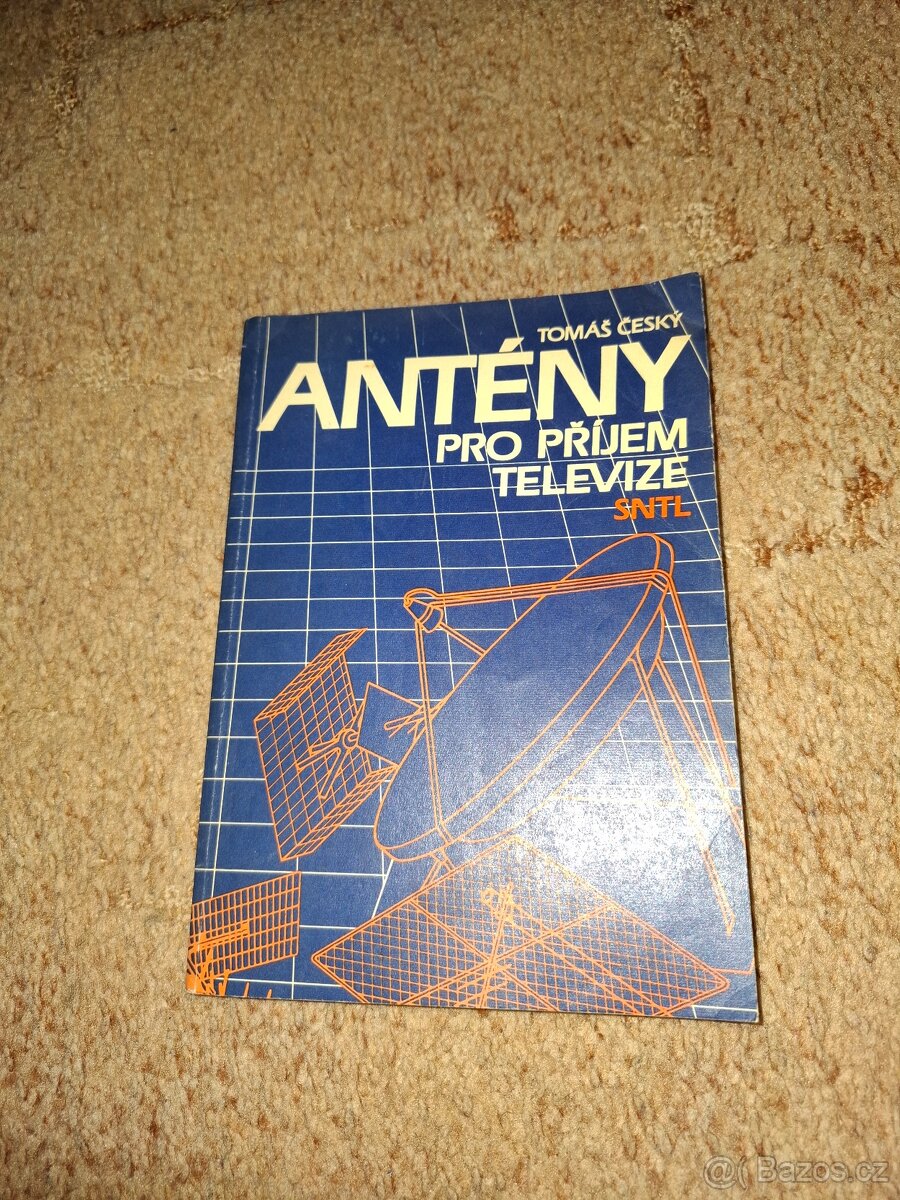 TOMÁŠ ČESKÝ
ANTÉNY
PRO PŘÍJEM
TELEVIZE
SNTL
@( Bazos.cz